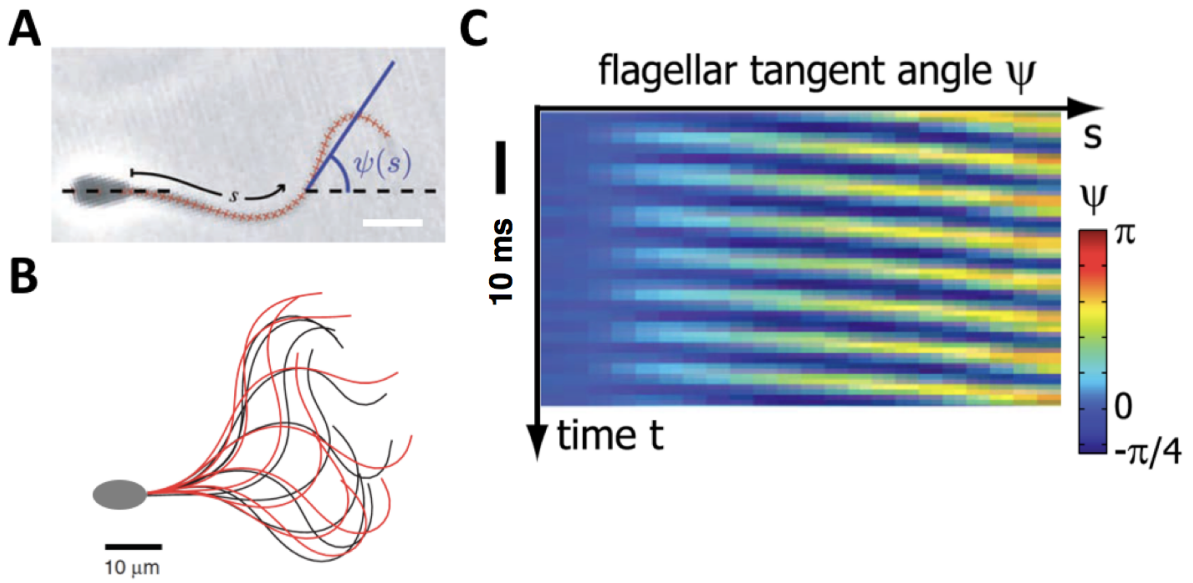 A
s
ψ(s)
B
10 μm
C
flagellar tangent angle ψ
s
10 ms
time t
ψ
π
0
-π/4